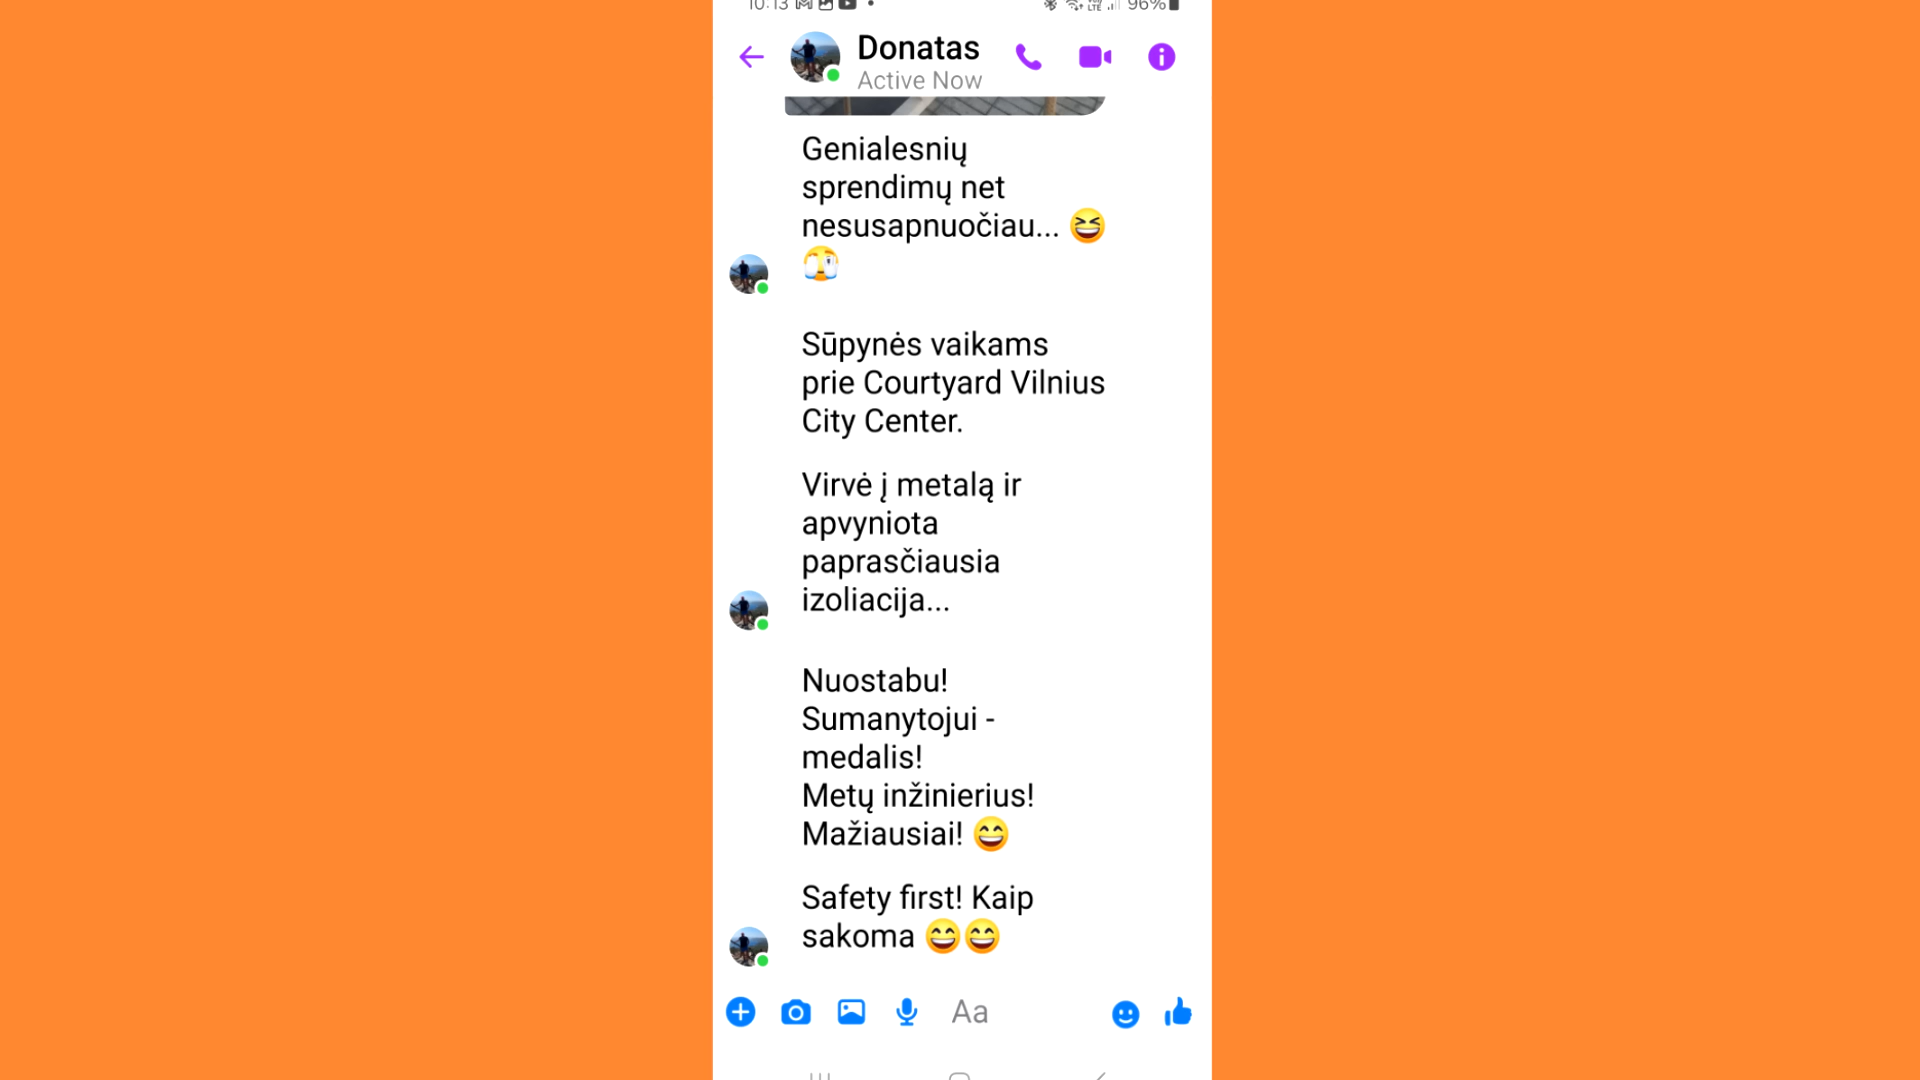 10:13
96%
Donatas
Active Now
Genialesnių
sprendimų net
nesusapnuočiau... 😆
🫣
Sūpynės vaikams
prie Courtyard Vilnius
City Center.
Virvė į metalą ir
apvyniota
paprasčiausia
izoliacija...
Nuostabu!
Sumanytojui -
medalis!
Metų inžinierius!
Mažiausiai! 😄
Safety first! Kaip
sakoma 😄😄
Aa